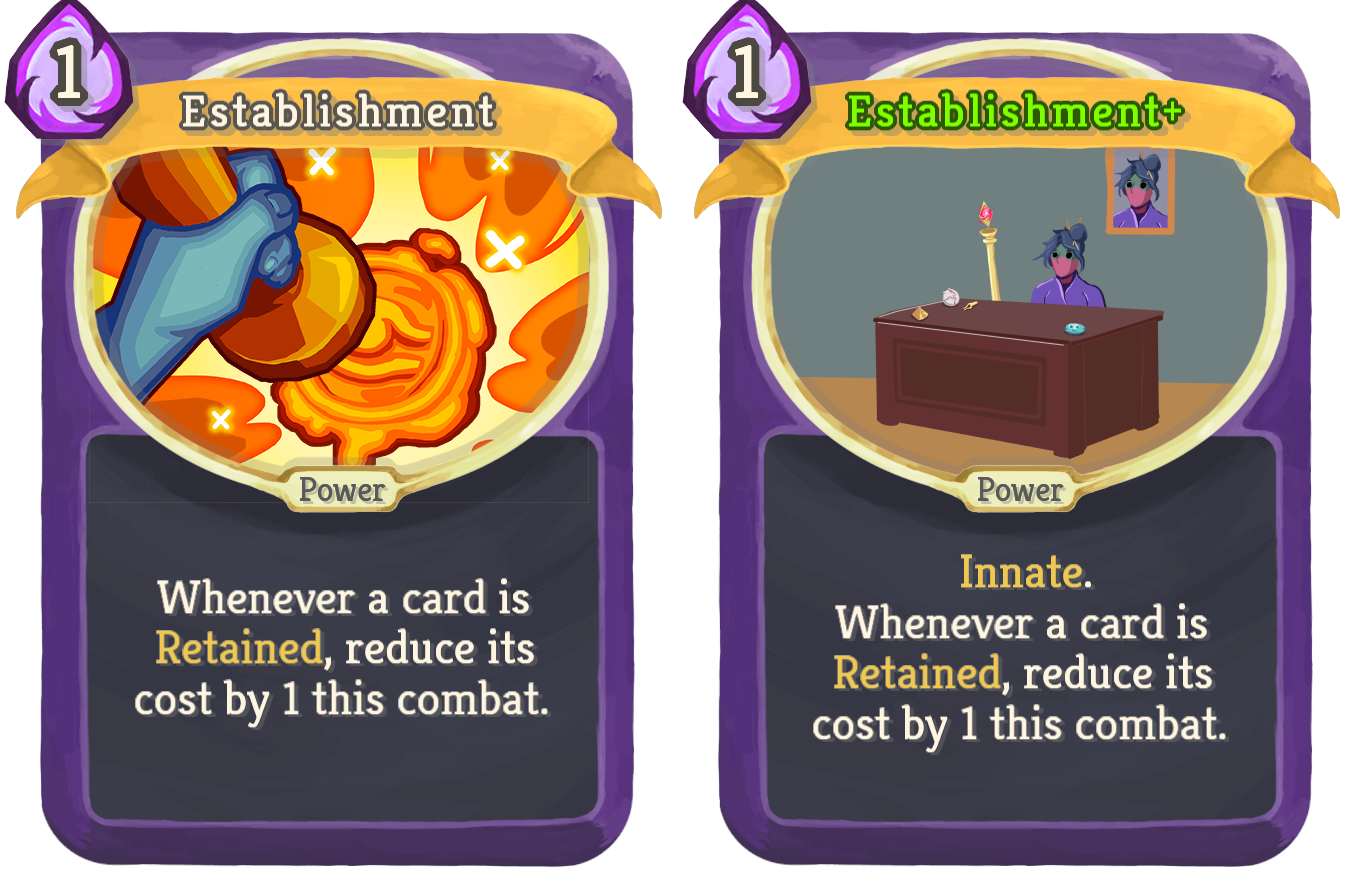 1
Establishment
Power
Whenever a card is
Retained, reduce its
cost by 1 this combat.
1
Establishment+
Power
Innate.
Whenever a card is
Retained, reduce its
cost by 1 this combat.